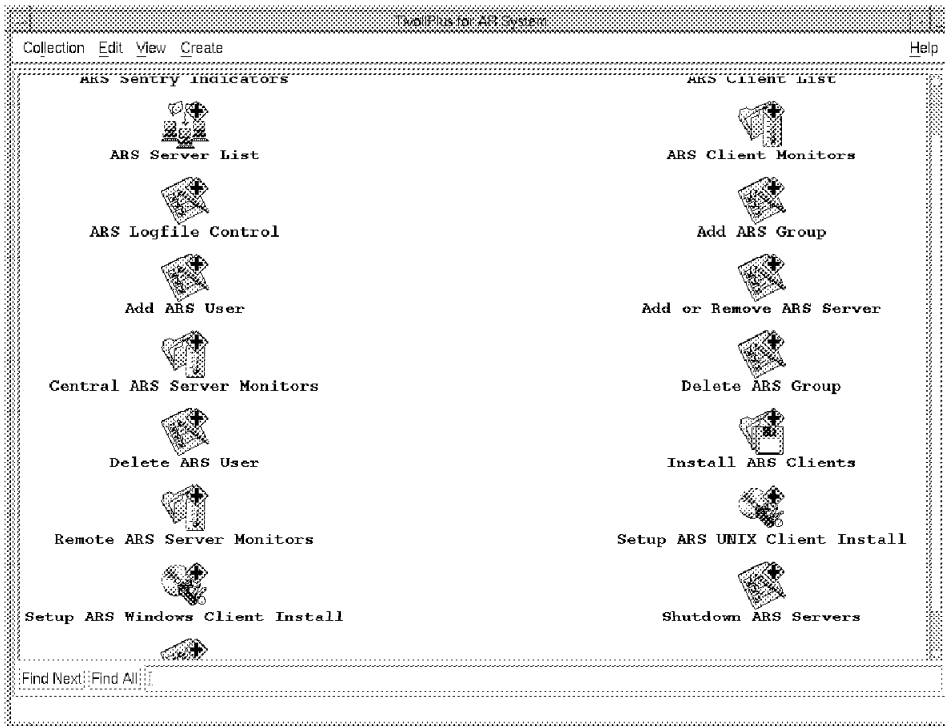 TivoliPlus for AR System
Collection Edit View Create Help
ARS Sentry Indicators ARS Client List
ARS Server List ARS Client Monitors
ARS Logfile Control Add ARS Group
Add ARS User Add or Remove ARS Server
Central ARS Server Monitors Delete ARS Group
Delete ARS User Install ARS Clients
Remote ARS Server Monitors Setup ARS UNIX Client Install
Setup ARS Windows Client Install Shutdown ARS Servers
Find Next Find All